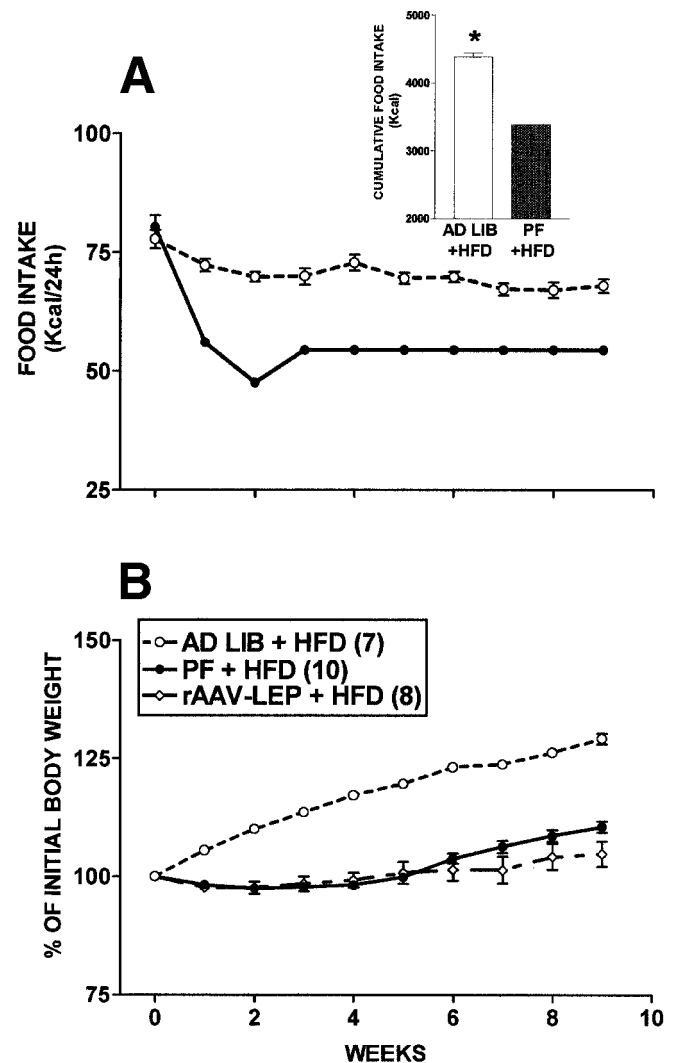 A
CUMULATIVE FOOD INTAKE
(Kcal)
5000
4000
3000
2000
*
AD LIB
+HFD
PF
+HFD
FOOD INTAKE
(Kcal/24h)
100
75
50
25
B
AD LIB + HFD (7)
PF + HFD (10)
rAAV-LEP + HFD (8)
% OF INITIAL BODY WEIGHT
150
125
100
75
0 2 4 6 8 10
WEEKS